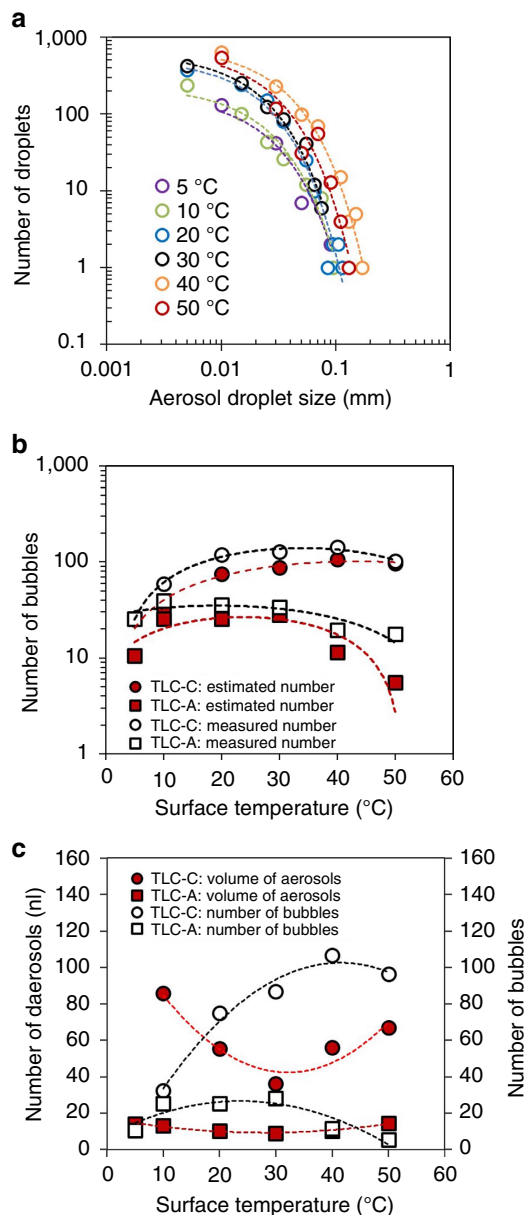 a
1,000
100
10
1
0.1
Number of droplets
5 °C
10 °C
20 °C
30 °C
40 °C
50 °C
0.001 0.01 0.1 1
Aerosol droplet size (mm)
b
1,000
100
10
1
Number of bubbles
TLC-C: estimated number
TLC-A: estimated number
TLC-C: measured number
TLC-A: measured number
0 10 20 30 40 50 60
Surface temperature (°C)
c
160 160
140 140
120 120
100 100
80 80
60 60
40 40
20 20
0 0
Number of daerosols (nl)
Number of bubbles
TLC-C: volume of aerosols
TLC-A: volume of aerosols
TLC-C: number of bubbles
TLC-A: number of bubbles
0 10 20 30 40 50 60
Surface temperature (°C)